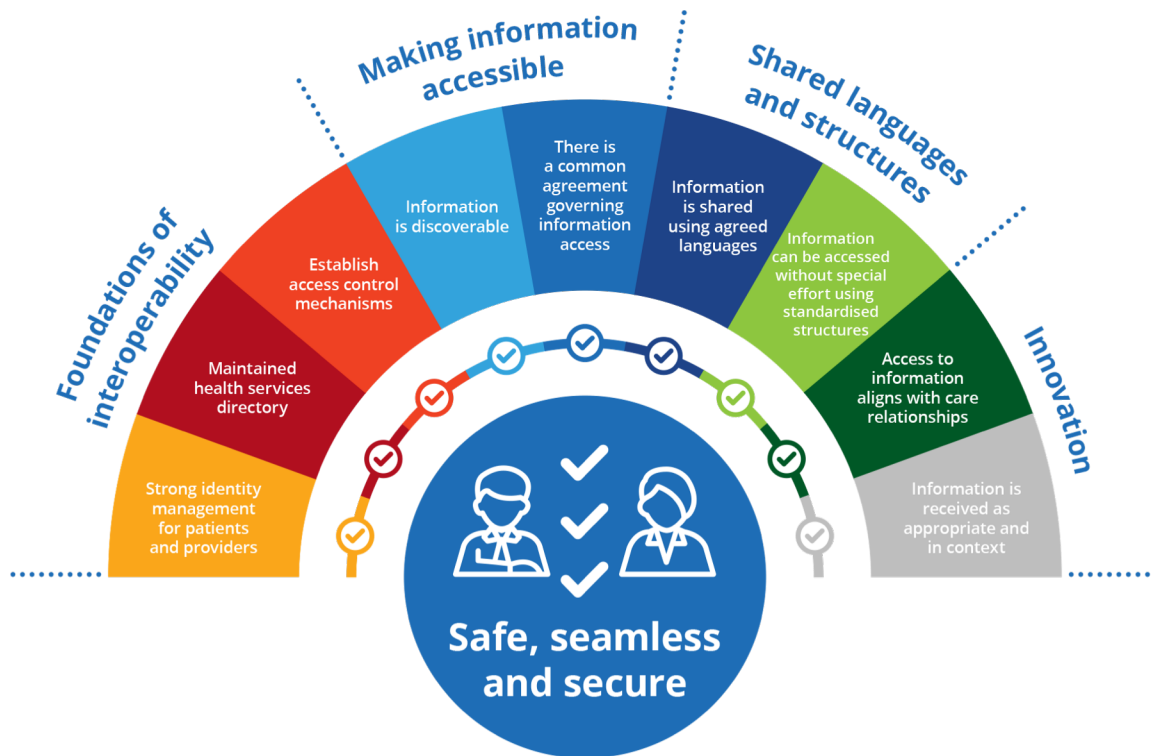 Foundations of
interoperability
Making information
accessible
Shared languages
and structures
Innovation
Strong identity
management
for patients
and providers
Maintained
health services
directory
Establish
access control
mechanisms
Information
is discoverable
There is
a common
agreement
governing
information
access
Information
is shared
using agreed
languages
Information
can be accessed
without special
effort using
standardised
structures
Access to
information
aligns with care
relationships
Information is
received as
appropriate and
in context
Safe, seamless
and secure